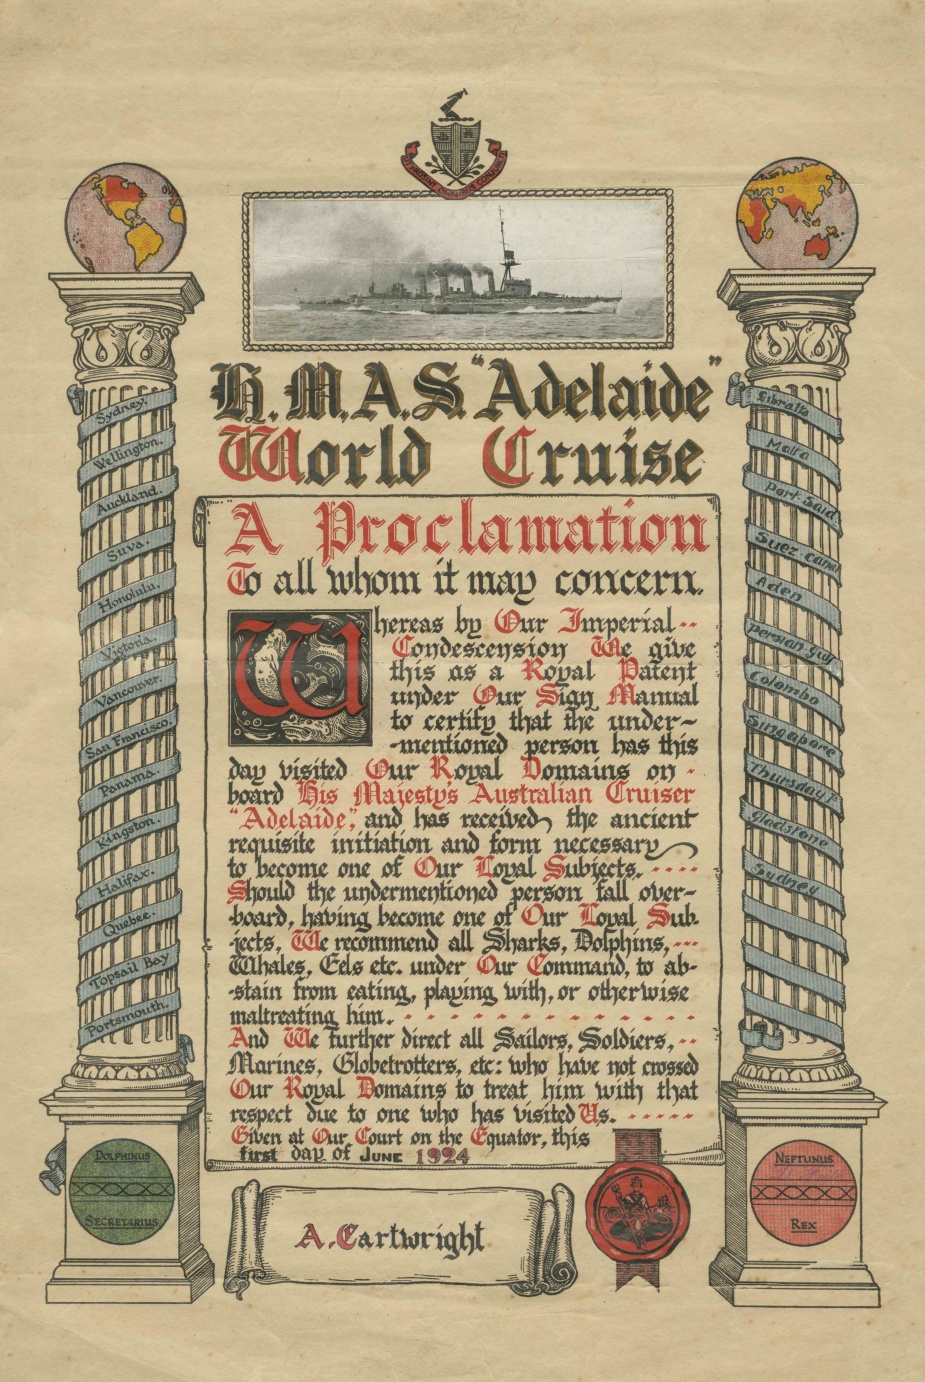 H.M.A.S. "Adelaide"
World Cruise
"A Proclamation
To all whom it may concern.
Whereas by Our Imperial
Condescension We give
this as a Royal Patent
under Our Sign Manual
to certify that the under-
-mentioned person has this
day visited Our Royal Domains on
board His Majesty's Australian Cruiser
"Adelaide", and has received the ancient
requisite initiation and form necessary
to become one of Our Loyal Subjects.
Should the undermentioned person fall over-
-board, having become one of Our Loyal Sub-
-jects, We recommend all Sharks, Dolphins,
Whales, Eels etc. under Our Command, to ab-
-stain from eating, playing with, or otherwise
maltreating him.
And We further direct all Sailors, Soldiers,
Marines, Globetrotters, etc: who have not crossed
Our Royal Domains to treat him with that
respect due to one who has visited Us.
Given at Our Court on the Equator, this
first day of JUNE 1924
A. Cartwright
Sydney.
Wellington.
Auckland.
Suva.
Honolulu.
Victoria.
Vancouver.
San Francisco.
Panama.
Kingston.
Halifax.
Quebec.
Topsail Bay
Portsmouth.
DOLPHINUS
SECRETARIUS
Gibralta
Malta
Port Said
Suez canal
Aden
persian gulf
Colombo
Singapore
Thursday Is
Gladstone
Sydney
NEPTUNUS
REX